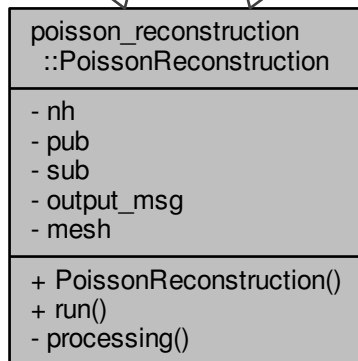 poisson_reconstruction
::PoissonReconstruction
- nh
- pub
- sub
- output_msg
- mesh
+ PoissonReconstruction()
+ run()
- processing()